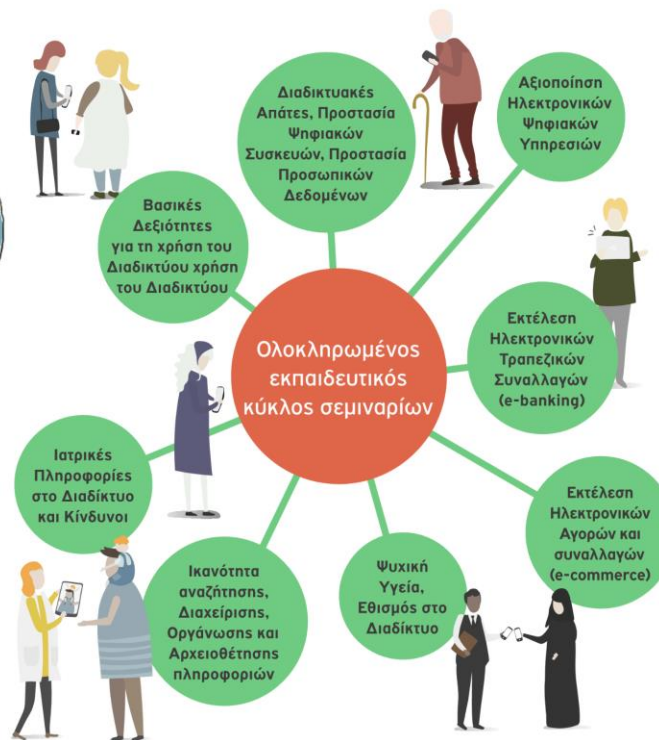 Διαδικτυακές
Απάτες, Προστασία
Ψηφιακών
Συσκευών, Προστασία
Προσωπικών
Δεδομένων
Αξιοποίηση
Ηλεκτρονικών
Ψηφιακών
Υπηρεσιών
Βασικές
Δεξιότητες
για τη χρήση του
Διαδικτύου χρήση
του Διαδικτύου
Ολοκληρωμένος
εκπαιδευτικός
κύκλος σεμιναρίων
Εκτέλεση
Ηλεκτρονικών
Τραπεζικών
Συναλλαγών
(e-banking)
Ιατρικές
Πληροφορίες
στο Διαδίκτυο
και Κίνδυνοι
Εκτέλεση
Ηλεκτρονικών
Αγορών και
συναλλαγών
(e-commerce)
Ικανότητα
αναζήτησης,
Διαχείρισης,
Οργάνωσης και
Αρχειοθέτησης
πληροφοριών
Ψυχική
Υγεία,
Εθισμός στο
Διαδίκτυο